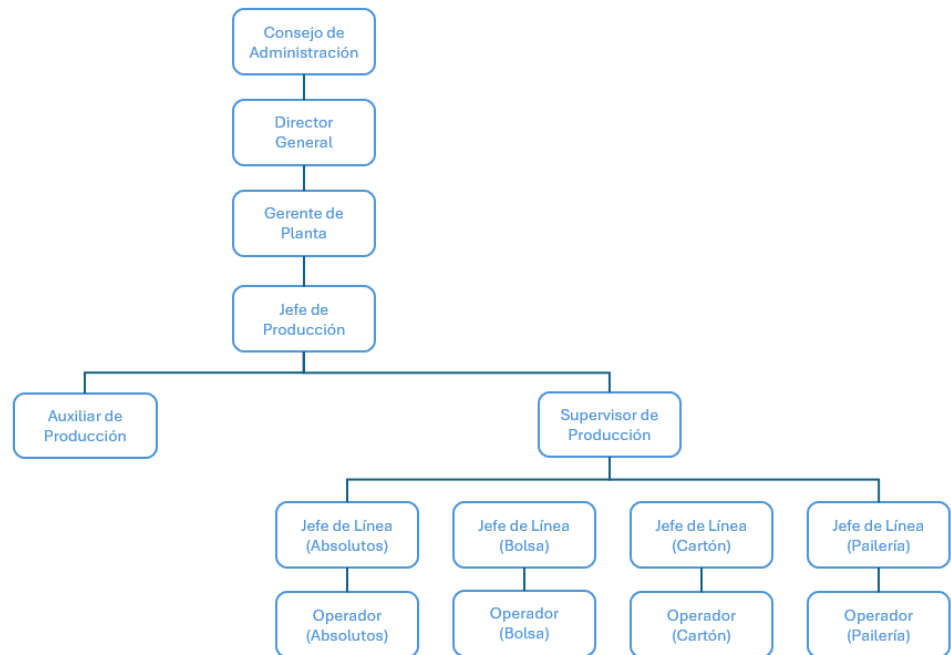 Consejo de
Administración
Director
General
Gerente de
Planta
Jefe de
Producción
Auxiliar de
Producción
Supervisor de
Producción
Jefe de Línea
(Absolutos)
Jefe de Línea
(Bolsa)
Jefe de Línea
(Cartón)
Jefe de Línea
(Pailería)
Operador
(Absolutos)
Operador
(Bolsa)
Operador
(Cartón)
Operador
(Pailería)